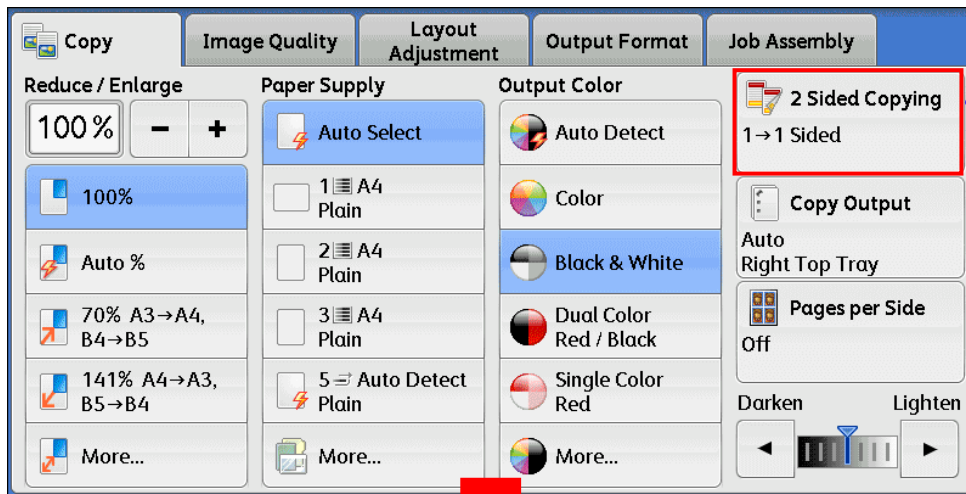 Copy
Image Quality
Layout
Adjustment
Output Format
Job Assembly
Reduce / Enlarge
100%
− +
100%
Auto %
70% A3→A4,
B4→B5
141% A4→A3,
B5→B4
More...
Paper Supply
Auto Select
1 A4
Plain
2 A4
Plain
3 A4
Plain
5 Auto Detect
Plain
More...
Output Color
Auto Detect
Color
Black & White
Dual Color
Red / Black
Single Color
Red
More...
2 Sided Copying
1→1 Sided
Copy Output
Auto
Right Top Tray
Pages per Side
Off
Darken Lighten